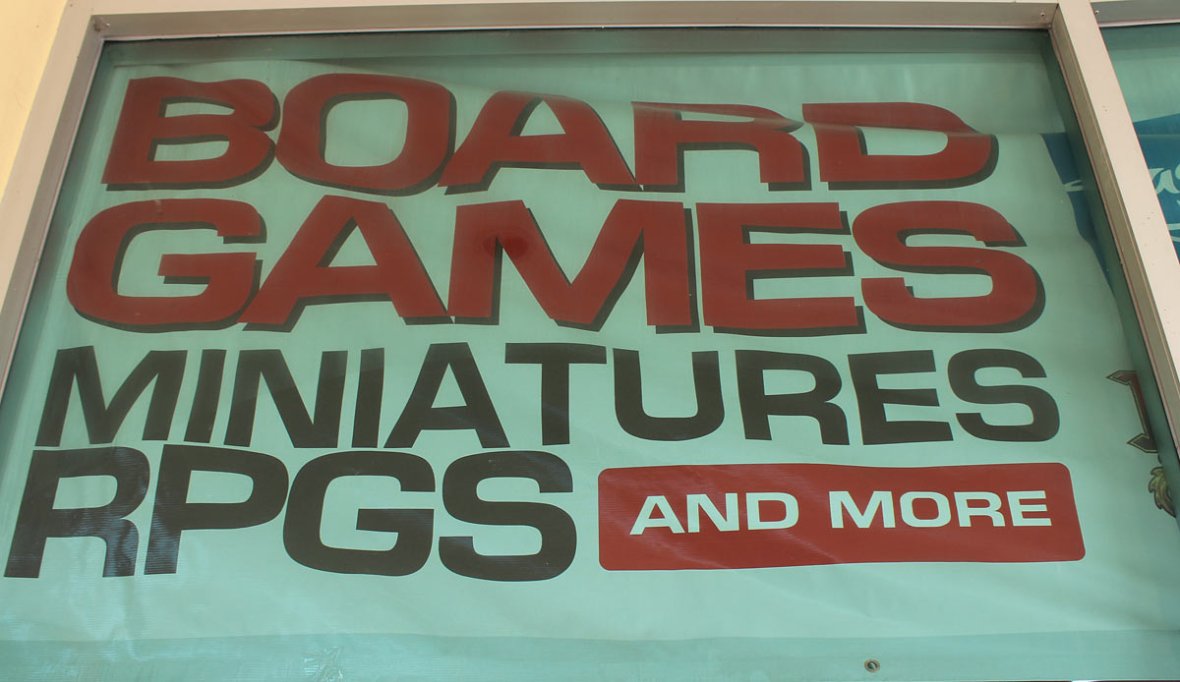 BOARD
GAMES
MINIATURES
RPGS
AND MORE